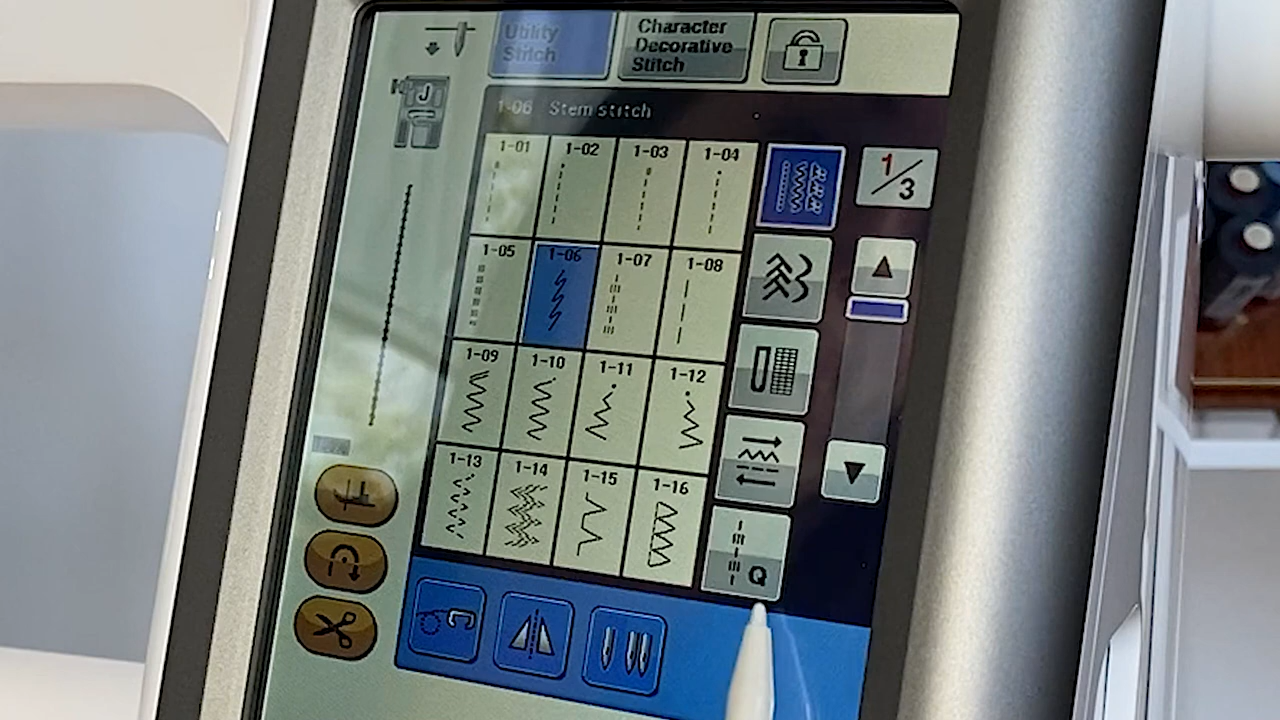 Utility
Stitch
Character
Decorative
Stitch
J
1-06 Stem stitch
1-01 1-02 1-03 1-04
1/3
1-05 1-06 1-07 1-08
1-09 1-10 1-11 1-12
1-13 1-14 1-15 1-16
Q